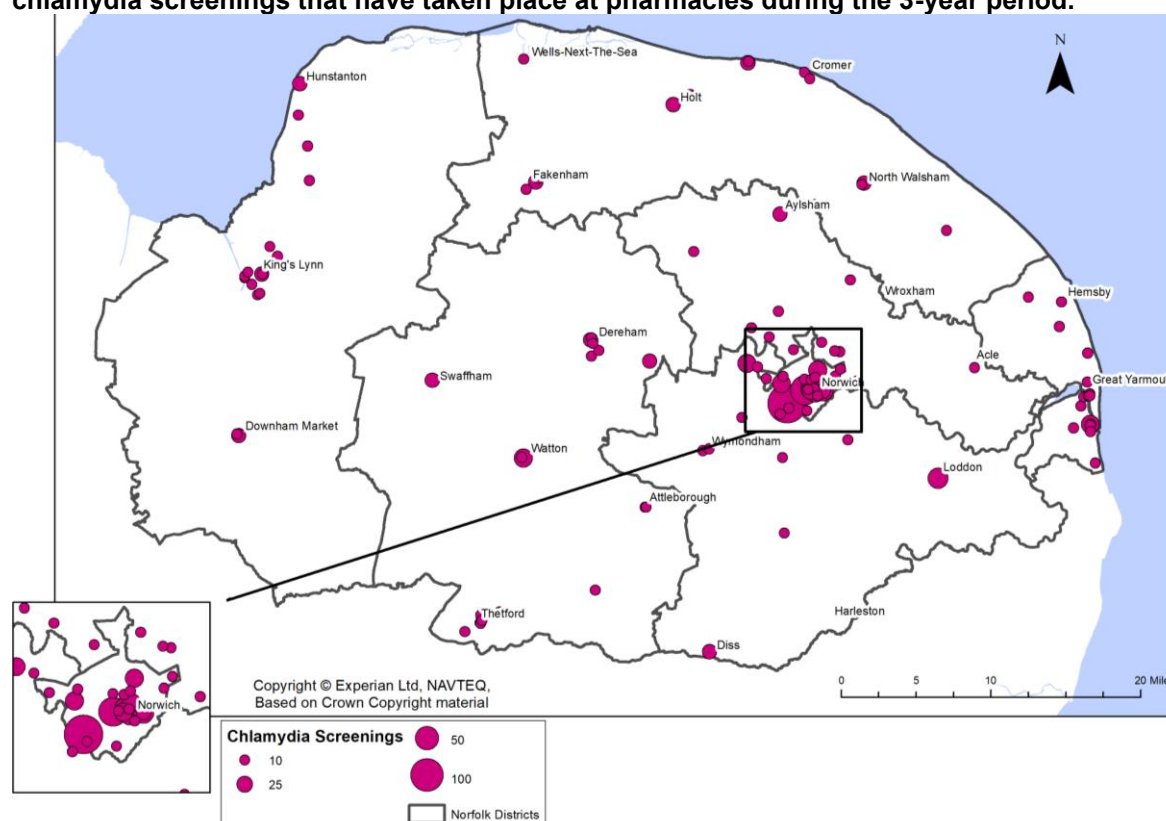 chlamydia screenings that have taken place at pharmacies during the 3-year period.
Wells-Next-The-Sea
Cromer
N
Hunstanton
Holt
Fakenham
North Walsham
Aylsham
King's Lynn
Wroxham
Hemsby
Dereham
Acle
Swaffham
Norwich
Great Yarmout
Downham Market
Watton
Wymondham
Loddon
Attleborough
Thetford
Harleston
Diss
Copyright © Experian Ltd, NAVTEQ,
Based on Crown Copyright material
0 5 10 20 Mile
Norwich
Chlamydia Screenings
10
25
50
100
Norfolk Districts